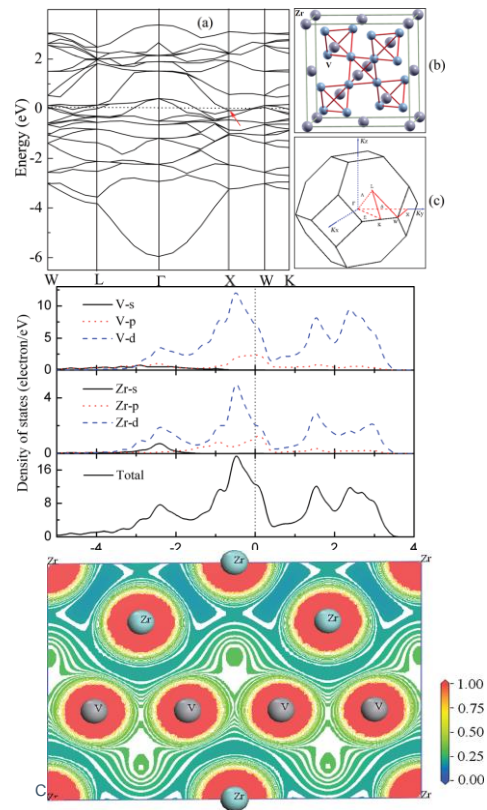 (a)
Energy (eV)
2
0
-2
-4
-6
W L Γ X W K
Zr
V
(b)
Kz
L
Kx
Ky
(c)
Density of states (electron/eV)
10
5
0
V-s
V-p
V-d
4
0
Zr-s
Zr-p
Zr-d
16
12
8
4
0
Total
-4 -2 0 2 4
Zr Zr Zr
Zr Zr
V V V V
C Zr Zr Zr
1.00
0.75
0.50
0.25
0.00